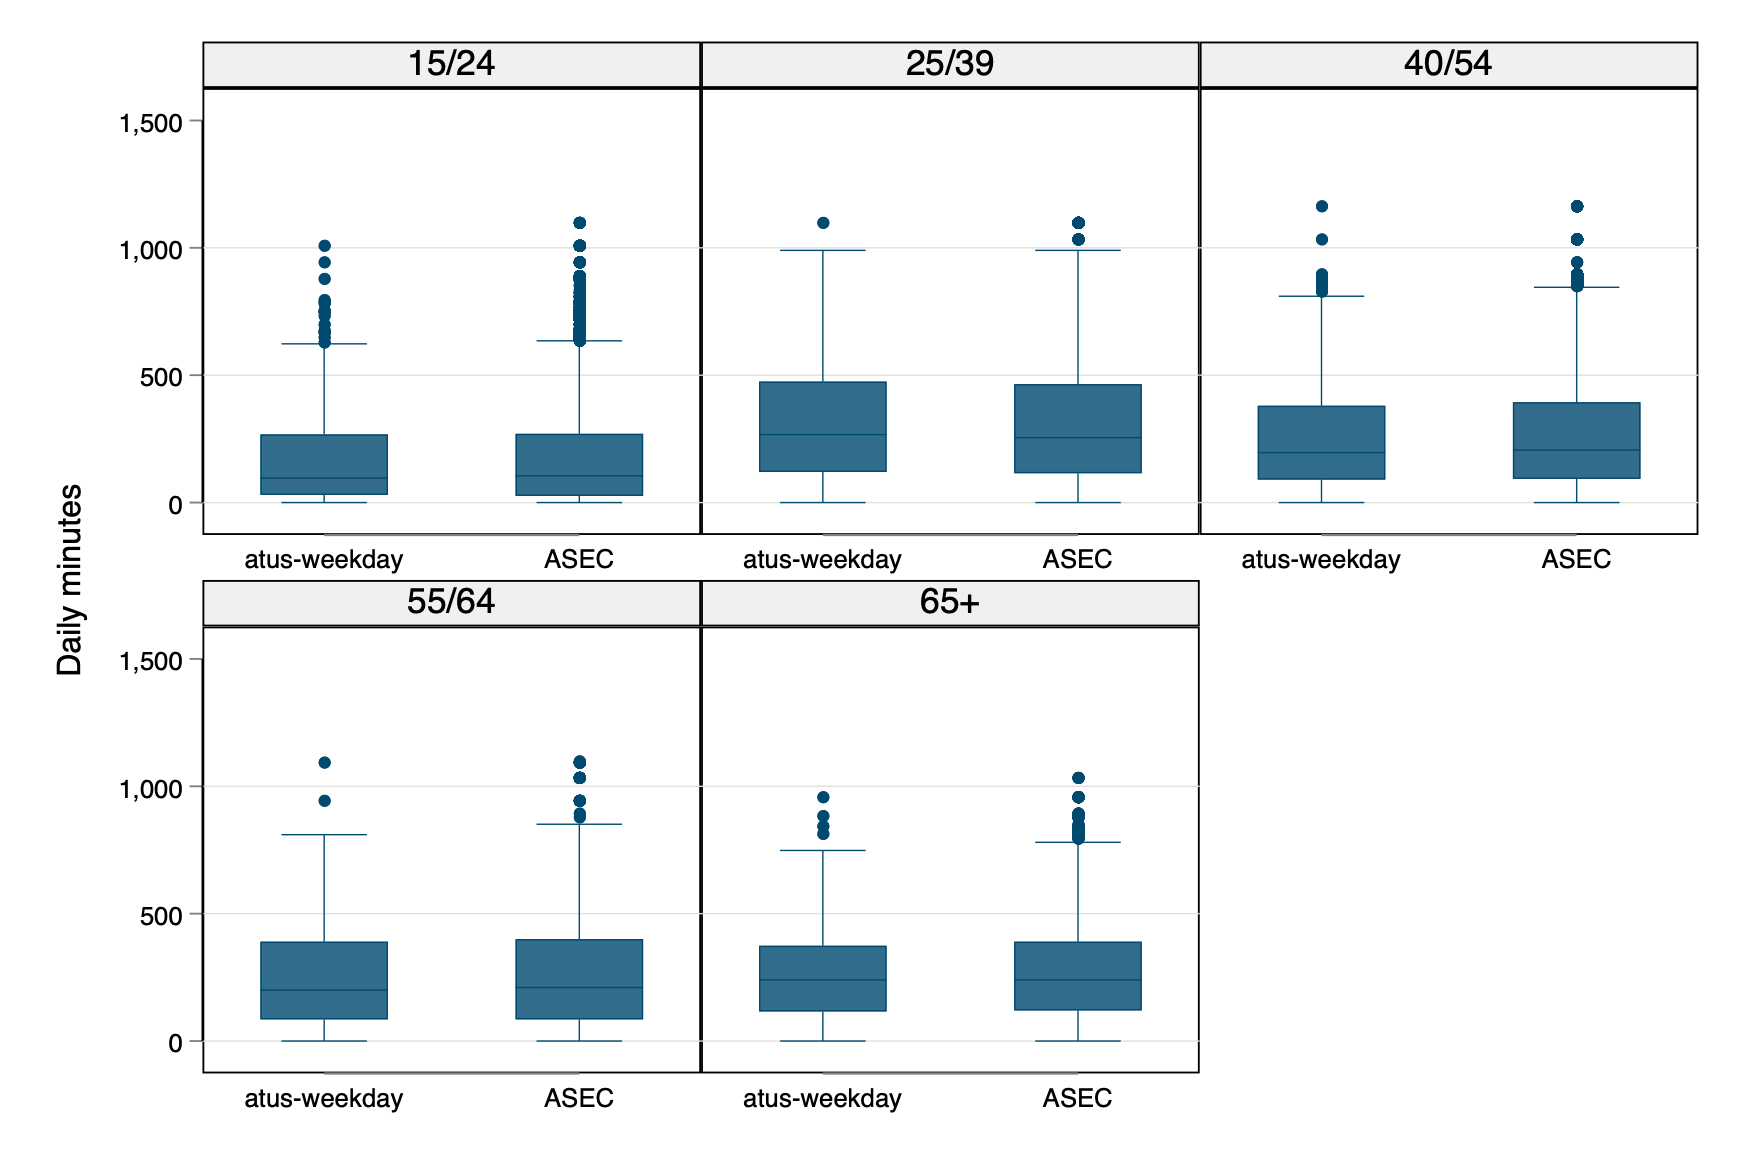 15/24 25/39 40/54
1,500
1,000
500
0
atus-weekday ASEC atus-weekday ASEC atus-weekday ASEC
55/64 65+
1,500
1,000
500
0
atus-weekday ASEC atus-weekday ASEC
Daily minutes